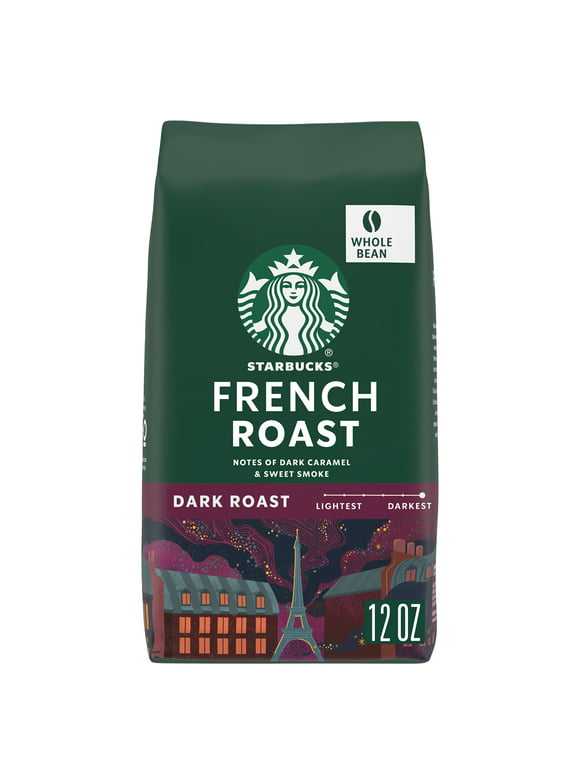 WHOLE
BEAN
STARBUCKS®
FRENCH
ROAST
NOTES OF DARK CARAMEL
& SWEET SMOKE
DARK ROAST
LIGHTEST DARKEST
12 OZ